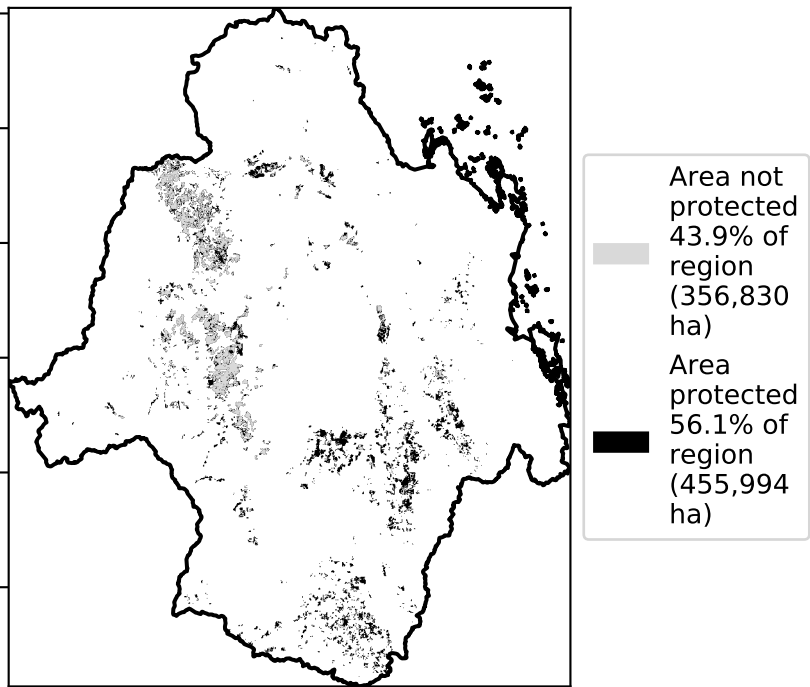 Area not
protected
43.9% of
region
(356,830
ha)
Area
protected
56.1% of
region
(455,994
ha)